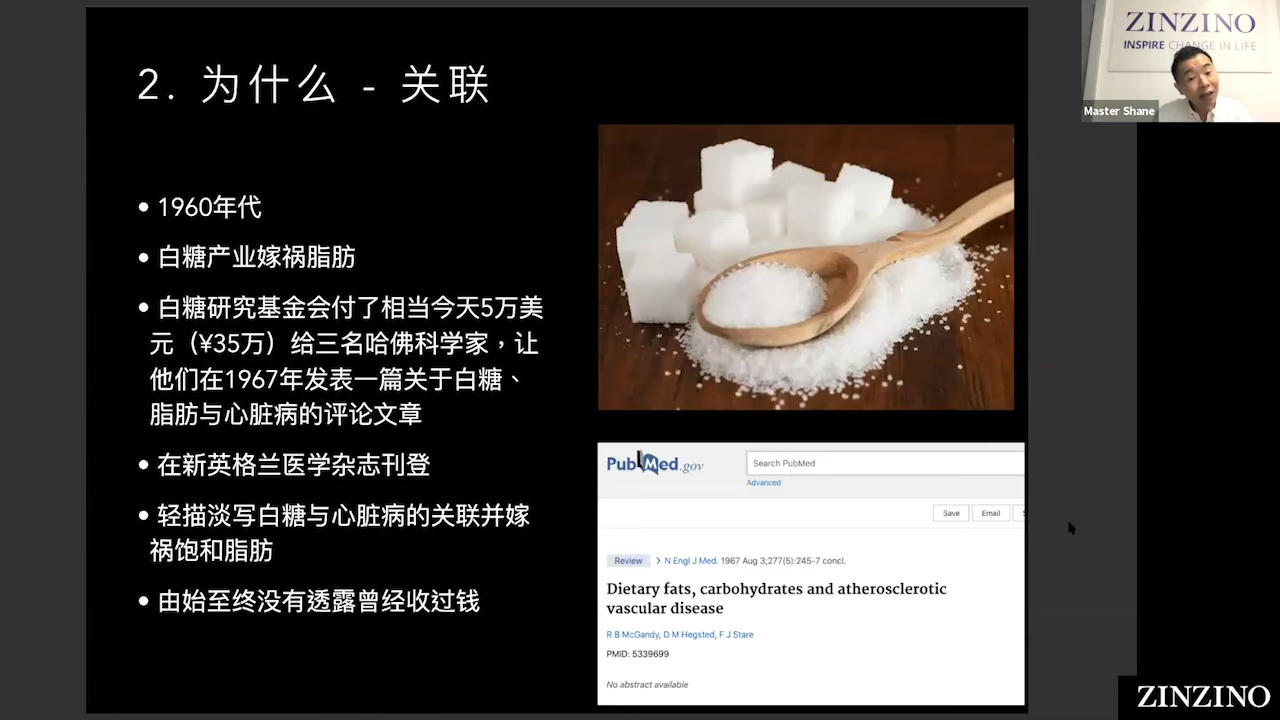 2. 为什么 - 关联
• 1960年代
• 白糖产业嫁祸脂肪
• 白糖研究基金会付了相当今天5万美
元（¥35万）给三名哈佛科学家，让
他们在1967年发表一篇关于白糖、
脂肪与心脏病的评论文章
• 在新英格兰医学杂志刊登
• 轻描淡写白糖与心脏病的关联并嫁
祸饱和脂肪
• 由始至终没有透露曾经收过钱
PubMed.gov
Search PubMed
Advanced
Save
Email
Review > N Engl J Med. 1967 Aug 3;277(5):245-7 concl.
Dietary fats, carbohydrates and atherosclerotic
vascular disease
R B McGandy, D M Hegsted, F J Stare
PMID: 5339699
No abstract available
ZINZINO
INSPIRE CHANGE IN LIFE
Master Shane
ZINZINO